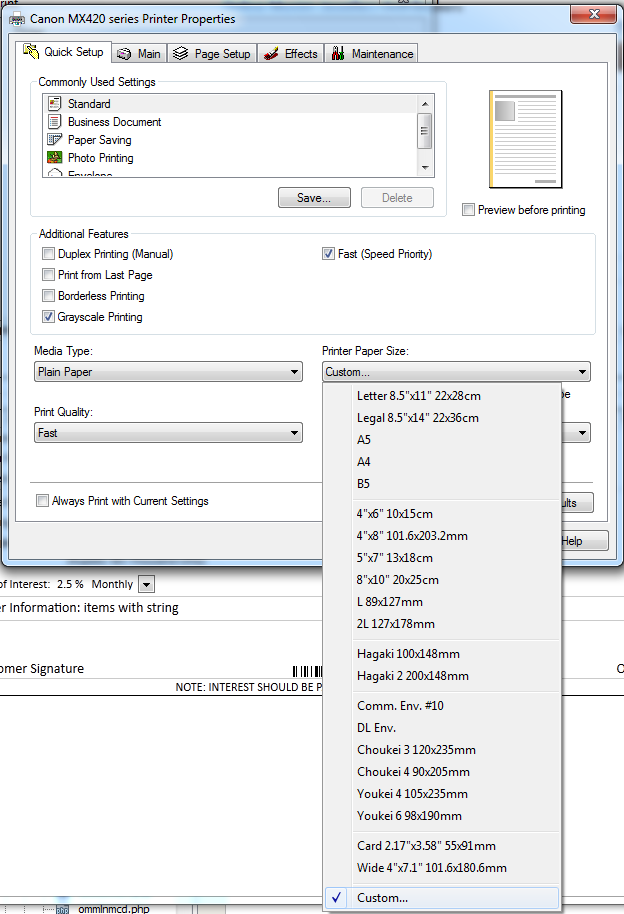 Canon MX420 series Printer Properties
Quick Setup
Main
Page Setup
Effects
Maintenance
Commonly Used Settings
Standard
Business Document
Paper Saving
Photo Printing
Envelope
Save...
Delete
Preview before printing
Additional Features
Duplex Printing (Manual)
Fast (Speed Priority)
Print from Last Page
Borderless Printing
Grayscale Printing
Media Type:
Printer Paper Size:
Plain Paper
Custom...
Print Quality:
Fast
Always Print with Current Settings
ults
Help
Letter 8.5"x11" 22x28cm
Legal 8.5"x14" 22x36cm
A5
A4
B5
4"x6" 10x15cm
4"x8" 101.6x203.2mm
5"x7" 13x18cm
8"x10" 20x25cm
L 89x127mm
2L 127x178mm
Hagaki 100x148mm
Hagaki 2 200x148mm
Comm. Env. #10
DL Env.
Choukei 3 120x235mm
Choukei 4 90x205mm
Youkei 4 105x235mm
Youkei 6 98x190mm
Card 2.17"x3.58" 55x91mm
Wide 4"x7.1" 101.6x180.6mm
Custom...
of Interest: 2.5 % Monthly
er Information: items with string
omer Signature
NOTE: INTEREST SHOULD BE P
ommlnmcd.php